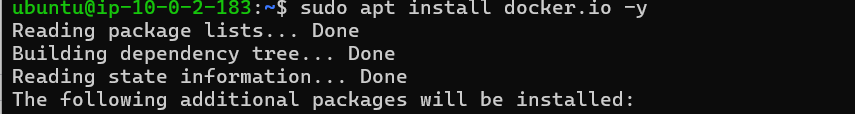 ubuntu@ip-10-0-2-183:~$ sudo apt install docker.io -y
Reading package lists... Done
Building dependency tree... Done
Reading state information... Done
The following additional packages will be installed: